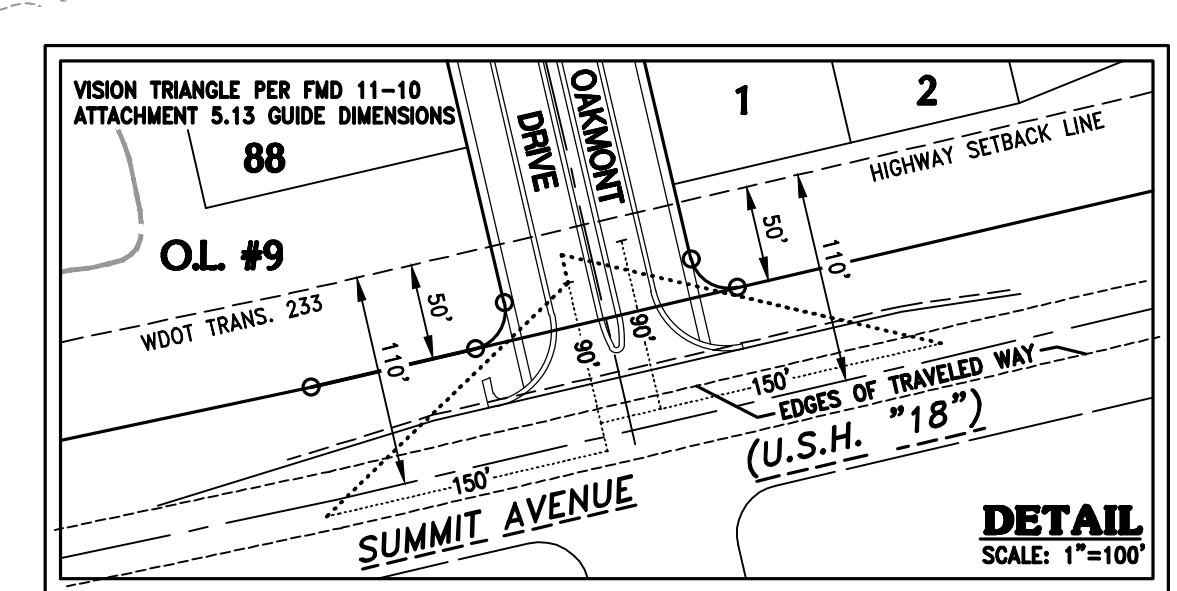 VISION TRIANGLE PER FMD 11-10
ATTACHMENT 5.13 GUIDE DIMENSIONS
88
O.L. #9
WDOT TRANS. 233
OAKMONT
DRIVE
1
2
HIGHWAY SETBACK LINE
50'
110'
50'
110'
90'
90'
150'
150'
EDGES OF TRAVELED WAY
(U.S.H. "18")
SUMMIT AVENUE
DETAIL
SCALE: 1"=100'